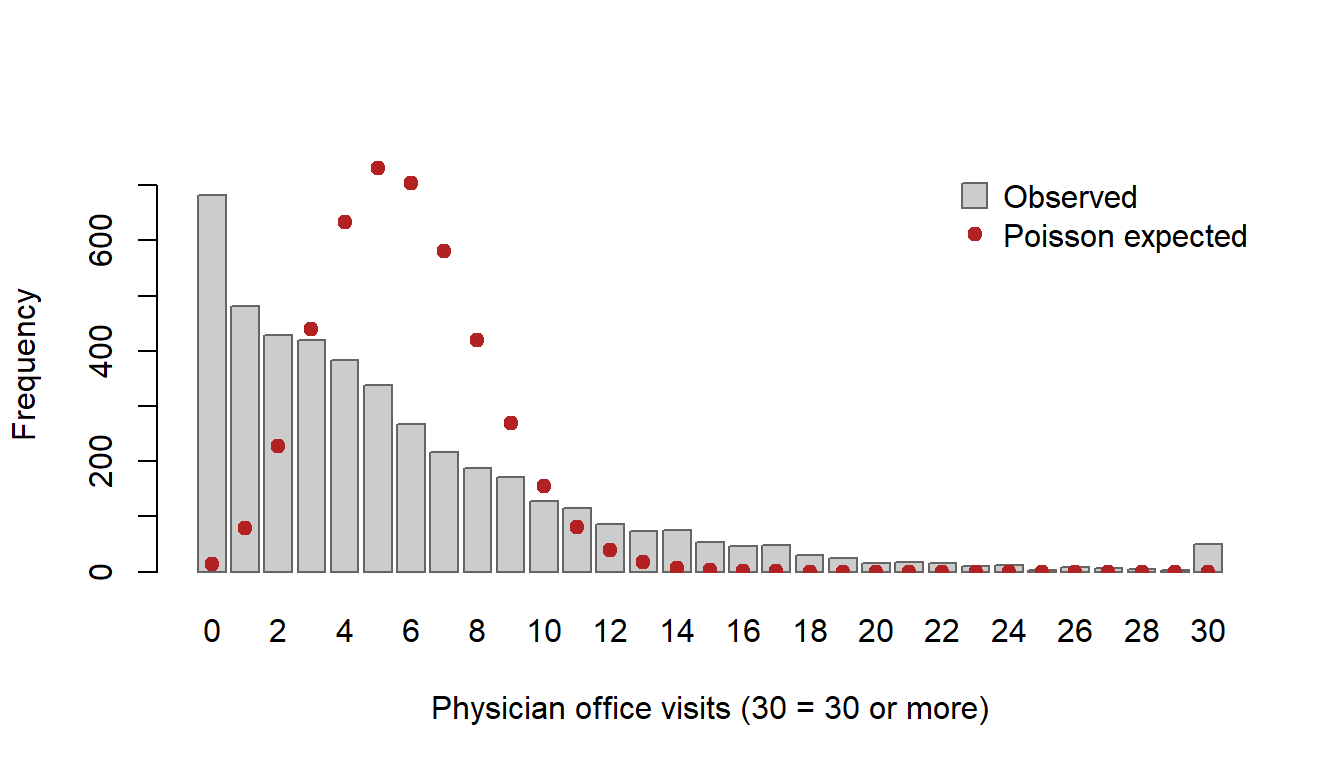 Observed
Poisson expected
Frequency
0 200 400 600
0 2 4 6 8 10 12 14 16 18 20 22 24 26 28 30
Physician office visits (30 = 30 or more)